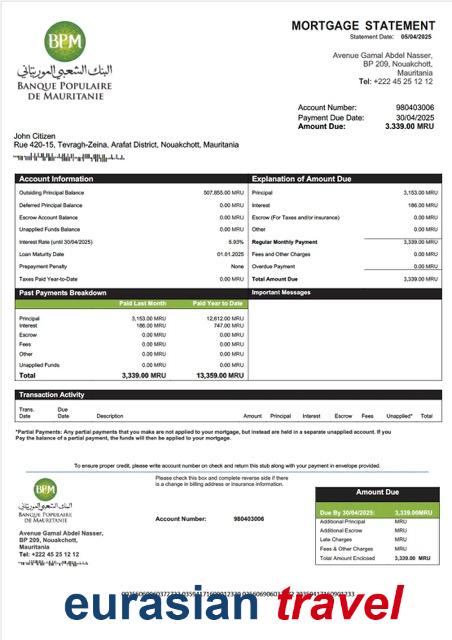 MORTGAGE STATEMENT
Statement Date: 05/04/2025
BPM
البنك الشعبي الموريتاني
BANQUE POPULAIRE
DE MAURITANIE
Avenue Gamal Abdel Nasser,
BP 209, Nouakchott,
Mauritania
Tel: +222 45 25 12 12
Account Number: 980403006
Payment Due Date: 30/04/2025
Amount Due: 3.339.00 MRU
John Citizen
Rue 420-15, Tevragh-Zeina, Arafat District, Nouakchott, Mauritania
Account Information
Outsiding Principal Balance 507,855.00 MRU
Deferred Principal Balance 0.00 MRU
Escrow Account Balance 0.00 MRU
Unapplied Funds Balance 0.00 MRU
Interest Rate (until 30/04/2025) 5.93%
Loan Maturity Date 01.01.2025
Prepayment Penalty None
Taxes Paid Year-to-Date 0.00 MRU
Explanation of Amount Due
Principal 3,153.00 MRU
Interest 186.00 MRU
Escrow (For Taxes and/or insurance) 0.00 MRU
Other 0.00 MRU
Regular Monthly Payment 3,339.00 MRU
Fees and Other Charges 0.00 MRU
Overdue Payment 0.00 MRU
Total Amount Due 3,339.00 MRU
Past Payments Breakdown
Paid Last Month Paid Year to Date
Principal 3,153.00 MRU 12,612.00 MRU
Interest 186.00 MRU 747.00 MRU
Escrow 0.00 MRU 0.00 MRU
Fees 0.00 MRU 0.00 MRU
Other 0.00 MRU 0.00 MRU
Unapplied Funds 0.00 MRU 0.00 MRU
Total 3,339.00 MRU 13,359.00 MRU
Important Messages
Transaction Activity
Trans. Date Due Date Description Amount Principal Interest Escrow Fees Unapplied* Total
*Partial Payments: Any partial payments that you make are not applied to your mortgage, but instead are held in a separate unapplied account. If you
Pay the balance of a partial payment, the funds will then be applied to your mortgage.
To ensure proper credit, please write account number on check and return this stub along with your payment in envelope provided.
BPM
البنك الشعبي الموريتاني
BANQUE POPULAIRE
DE MAURITANIE
Avenue Gamal Abdel Nasser,
BP 209, Nouakchott,
Mauritania
Tel: +222 45 25 12 12
Please check this box and complete reverse side if there
is a change in billing address or insurance information.
Account Number: 980403006
Amount Due
Due By 30/04/2025: 3,339.00MRU
Additional Principal MRU
Additional Escrow MRU
Late Charges MRU
Fees & Other Charges MRU
Total Amount Enclosed 3,339.00 MRU
eurasian travel